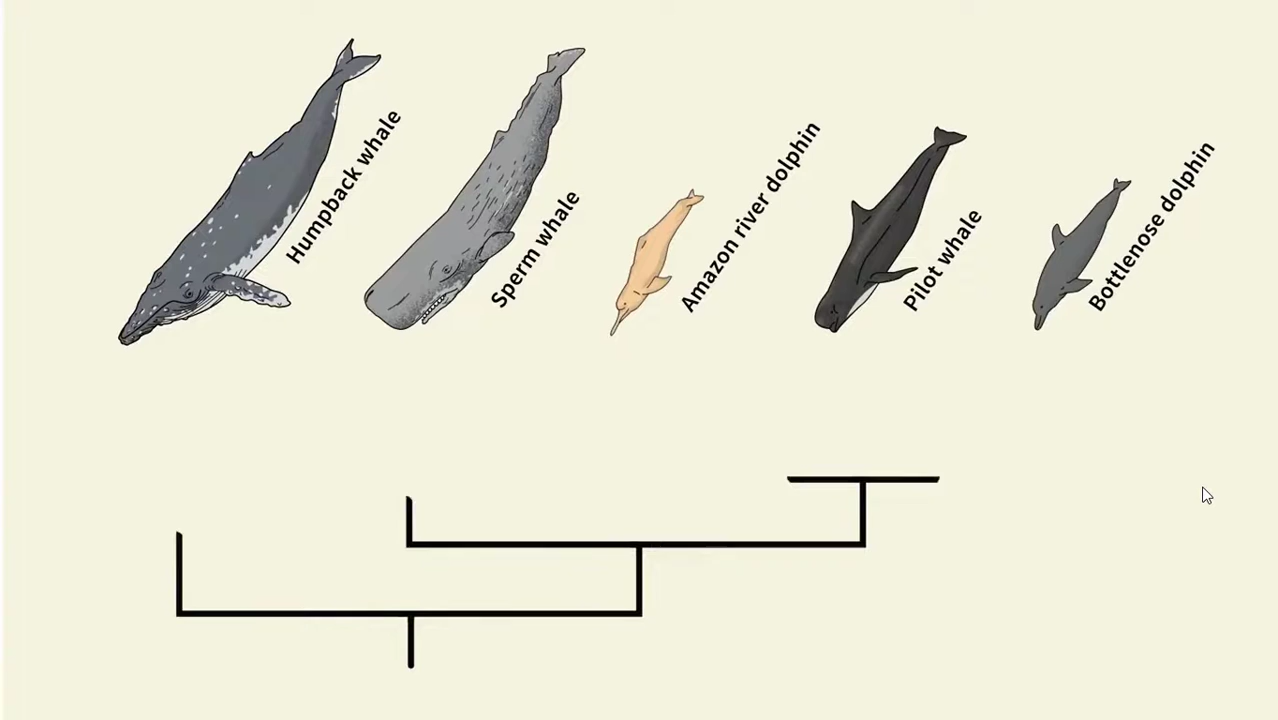 Humpback whale
Sperm whale
Amazon river dolphin
Pilot whale
Bottlenose dolphin